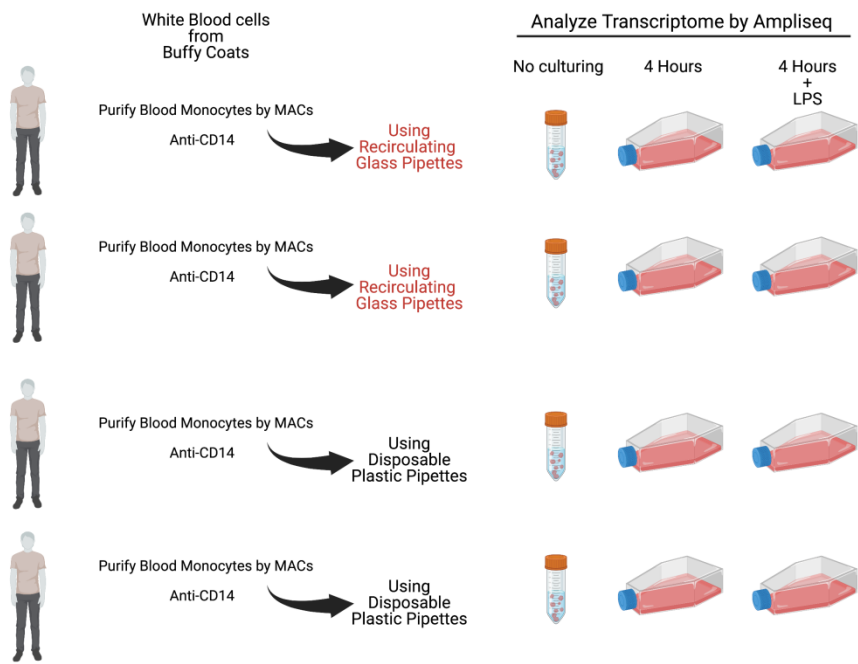 White Blood cells
from
Buffy Coats
Analyze Transcriptome by Ampliseq
No culturing
4 Hours
4 Hours
+
LPS
Purify Blood Monocytes by MACs
Anti-CD14
Using
Recirculating
Glass Pipettes
Purify Blood Monocytes by MACs
Anti-CD14
Using
Recirculating
Glass Pipettes
Purify Blood Monocytes by MACs
Anti-CD14
Using
Disposable
Plastic Pipettes
Purify Blood Monocytes by MACs
Anti-CD14
Using
Disposable
Plastic Pipettes